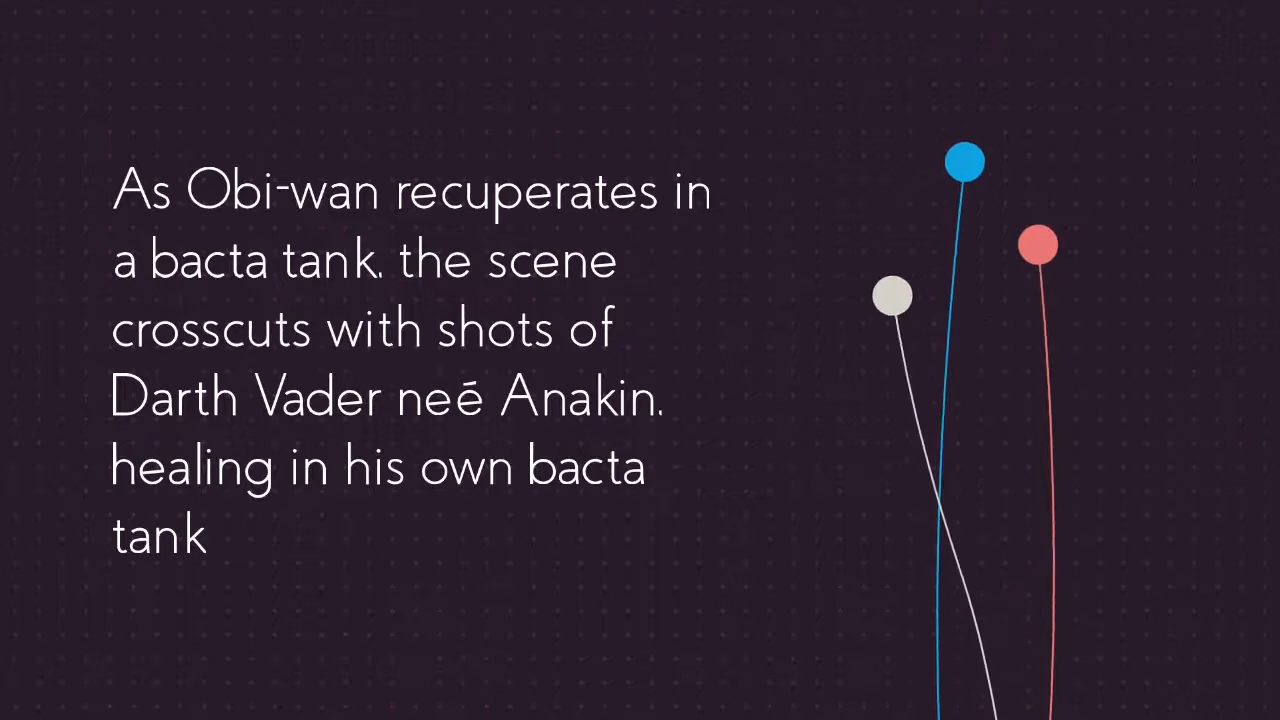 As Obi-wan recuperates in
a bacta tank, the scene
crosscuts with shots of
Darth Vader neé Anakin,
healing in his own bacta
tank